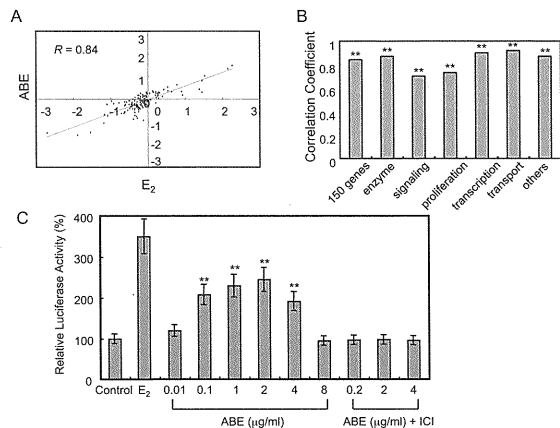 A
R = 0.84
3
2
1
-3 -2 -1 0 1 2 3
-1
-2
-3
ABE
E2
B
Correlation Coefficient
1
0.8
0.6
0.4
0.2
0
** ** ** ** ** ** **
150 genes
enzyme
signaling
proliferation
transcription
transport
others
C
Relative Luciferase Activity (%)
400
300
200
100
0
** ** ** **
Control E2 0.01 0.1 1 2 4 8 0.2 2 4
ABE (μg/ml) ABE (μg/ml) + ICI